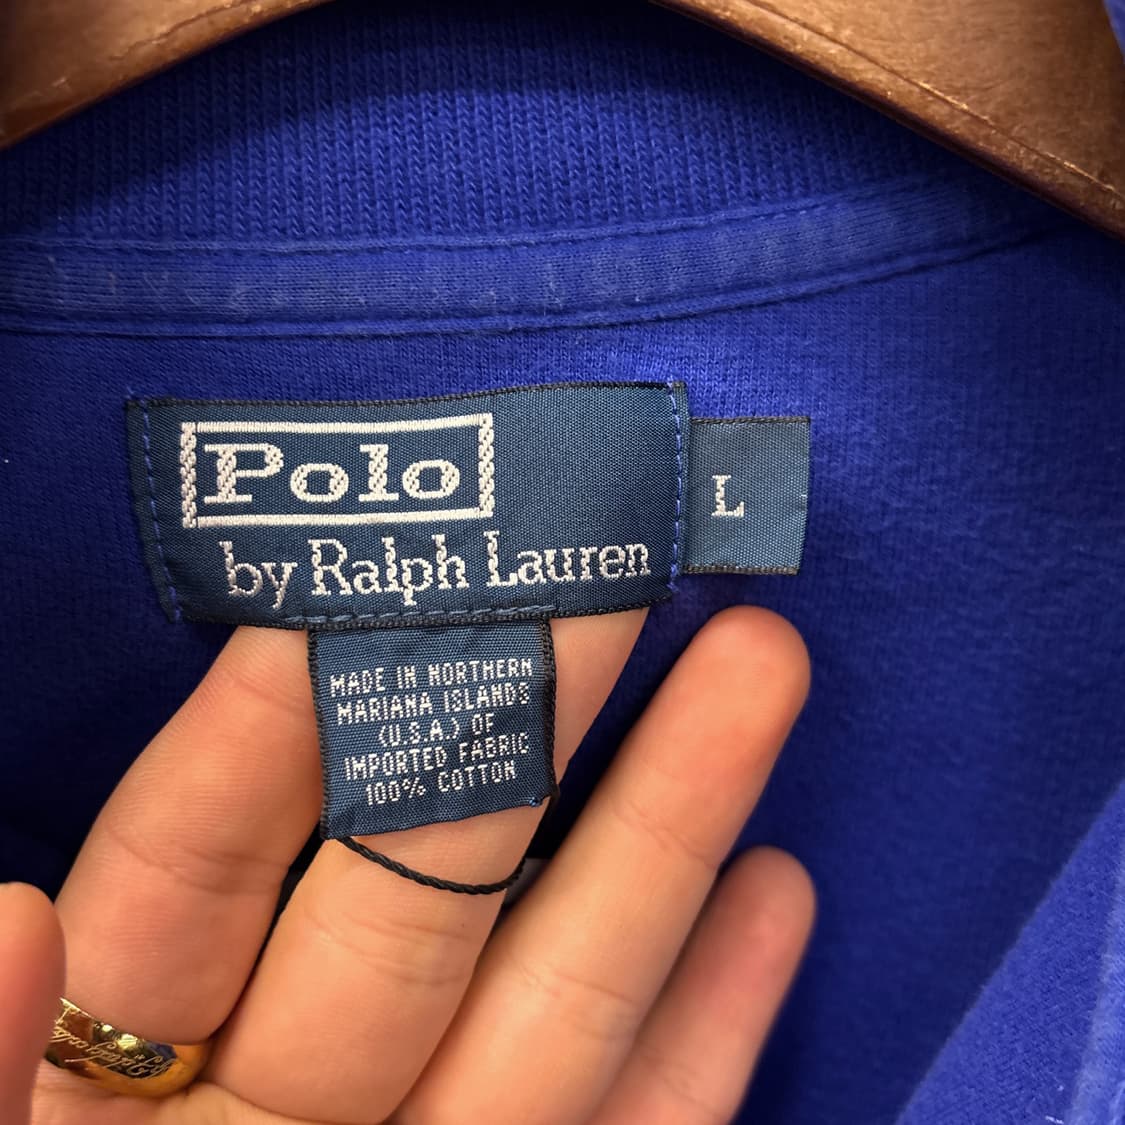 Polo
by Ralph Lauren
L
MADE IN NORTHERN
MARIANA ISLANDS
(U.S.A.) OF
IMPORTED FABRIC
100% COTTON